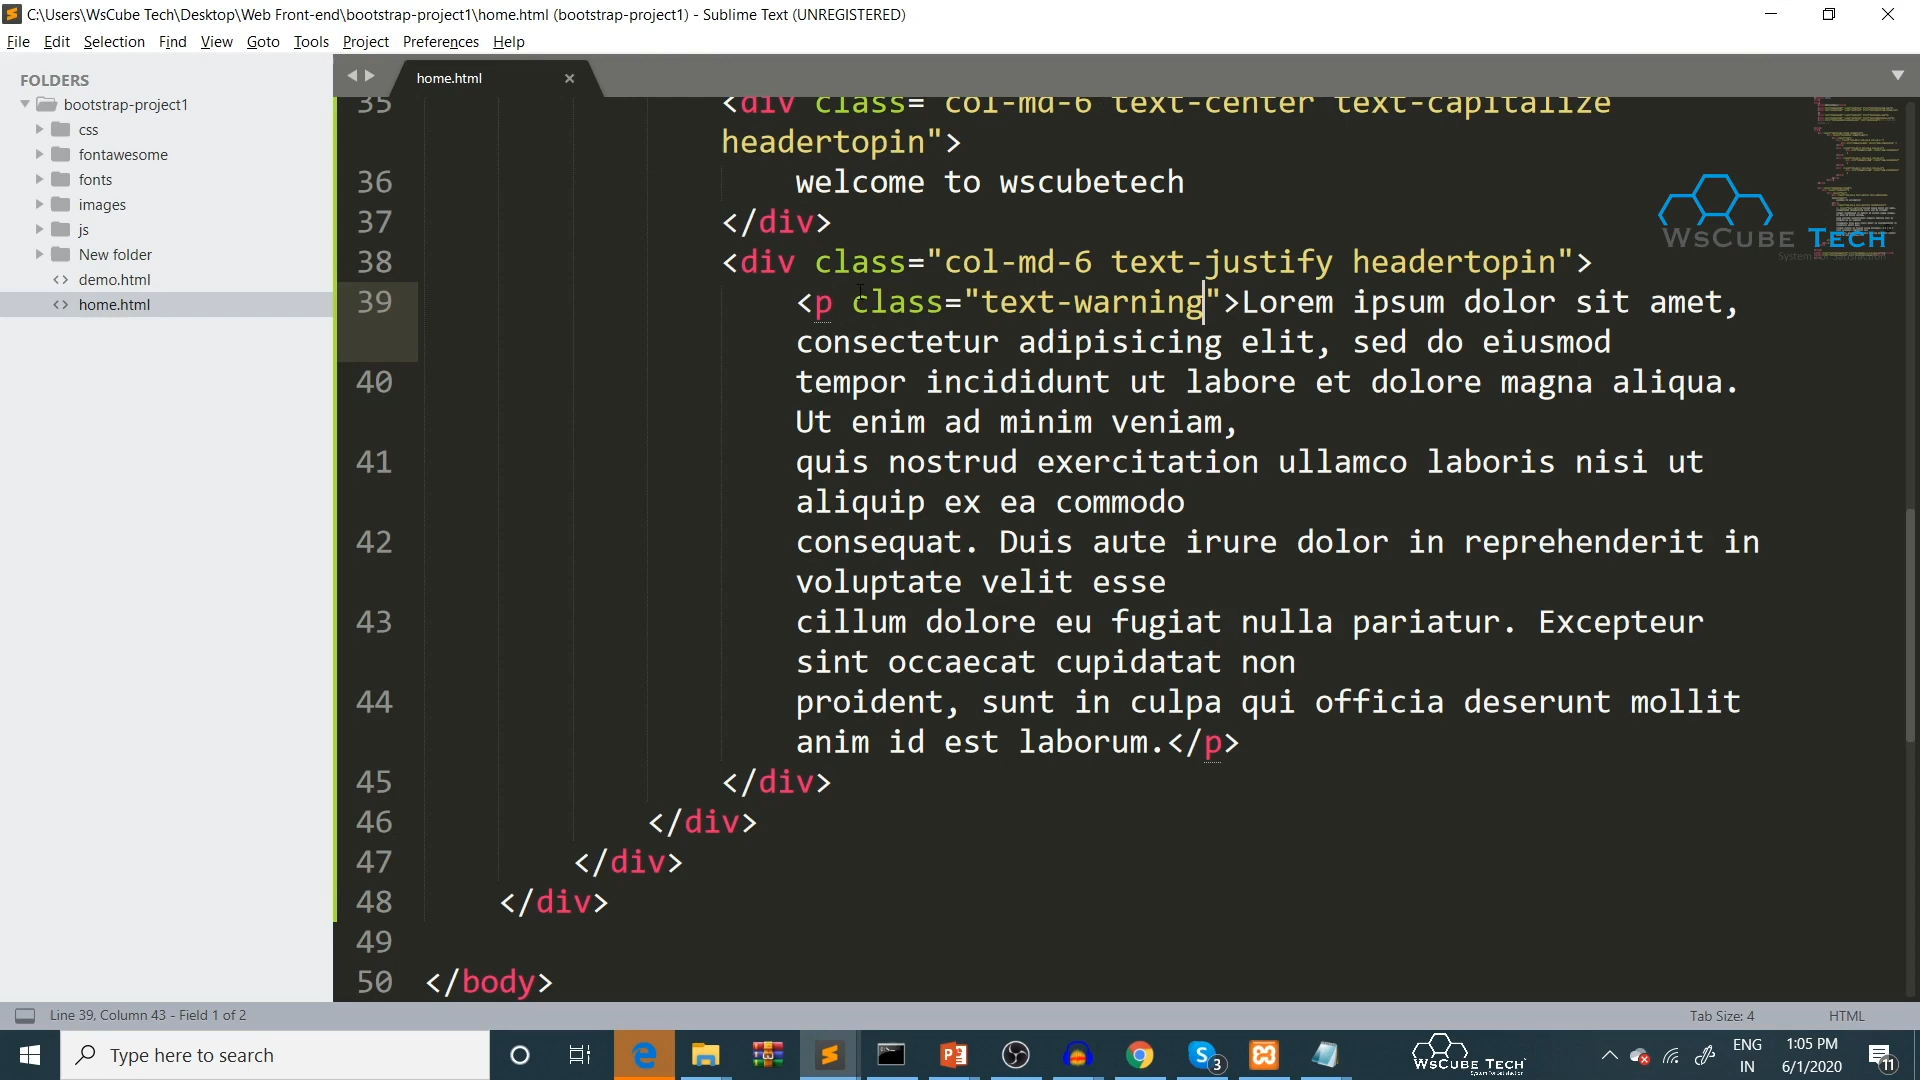 C:\Users\WsCube Tech\Desktop\Web Front-end\bootstrap-project1\home.html (bootstrap-project1) - Sublime Text (UNREGISTERED)
File Edit Selection Find View Goto Tools Project Preferences Help
FOLDERS
bootstrap-project1
css
fontawesome
fonts
images
js
New folder
demo.html
home.html
home.html
35 <div class="col-md-6 text-center text-capitalize
headertopin">
36 welcome to wscubetech
37 </div>
38 <div class="col-md-6 text-justify headertopin">
39 <p class="text-warning">Lorem ipsum dolor sit amet,
consectetur adipisicing elit, sed do eiusmod
40 tempor incididunt ut labore et dolore magna aliqua.
Ut enim ad minim veniam,
41 quis nostrud exercitation ullamco laboris nisi ut
aliquip ex ea commodo
42 consequat. Duis aute irure dolor in reprehenderit in
voluptate velit esse
43 cillum dolore eu fugiat nulla pariatur. Excepteur
sint occaecat cupidatat non
44 proident, sunt in culpa qui officia deserunt mollit
anim id est laborum.</p>
45 </div>
46 </div>
47 </div>
48 </div>
49
50 </body>
WSCUBE TECH
Line 39, Column 43 - Field 1 of 2
Tab Size: 4
HTML
Type here to search
3
WSCUBE TECH
ENG
IN
1:05 PM
6/1/2020
11